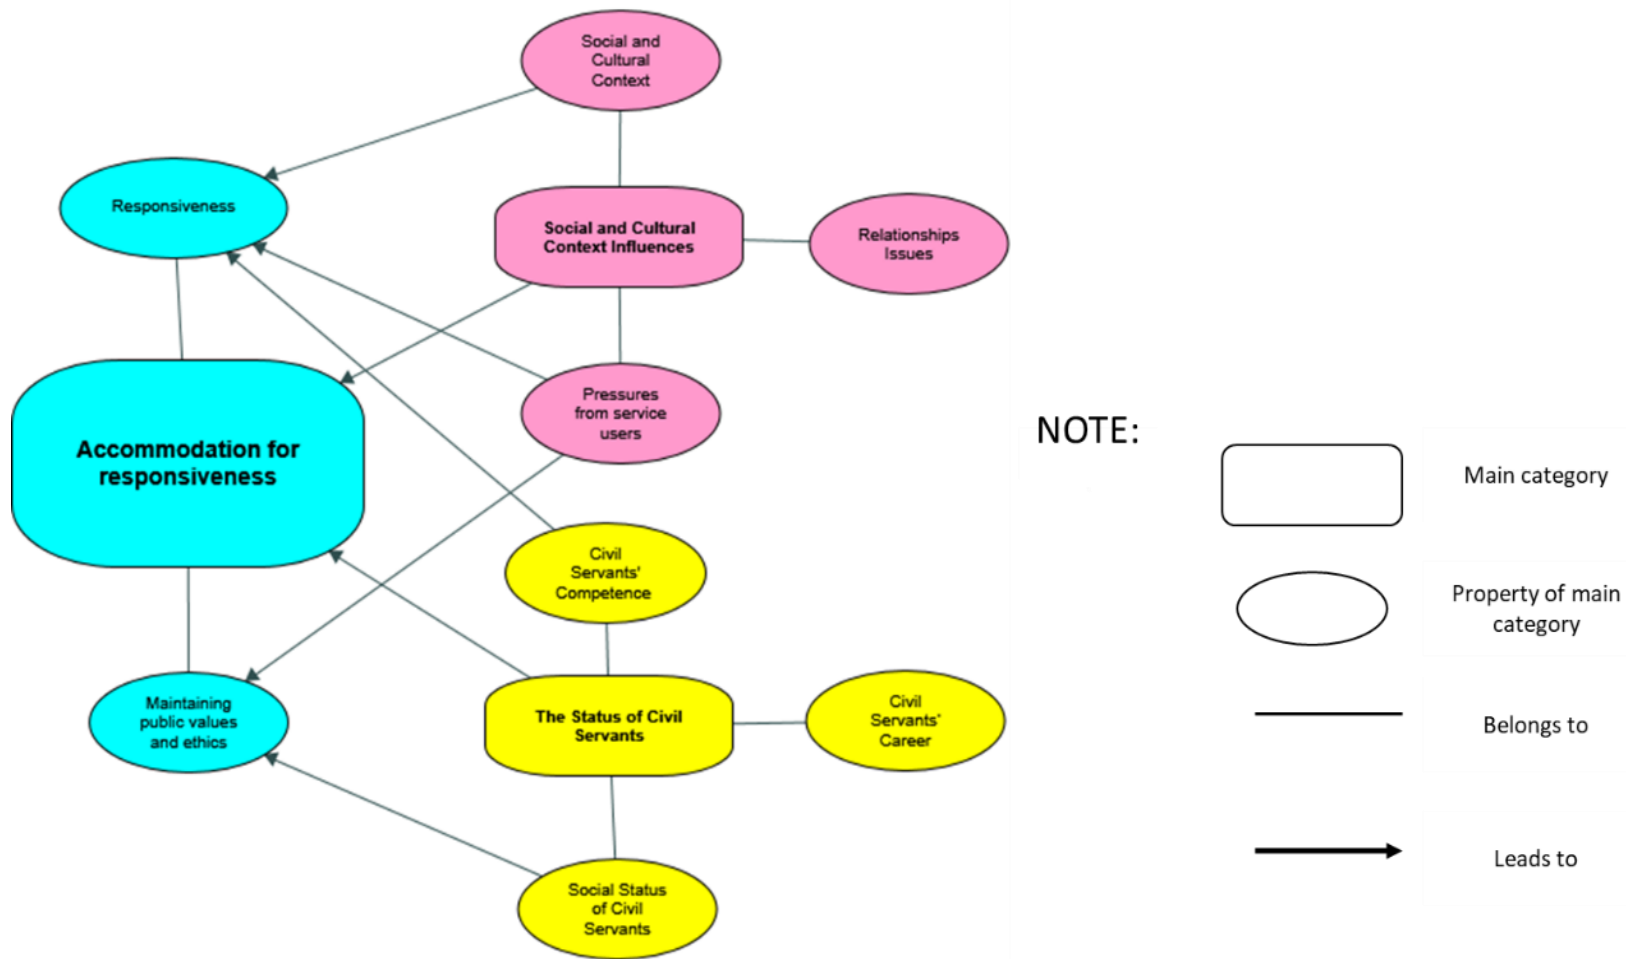 Social and
Cultural
Context
Responsiveness
Social and Cultural
Context Influences
Relationships
Issues
Accommodation for
responsiveness
Pressures
from service
users
Civil
Servants'
Competence
Maintaining
public values
and ethics
The Status of Civil
Servants
Civil
Servants'
Career
Social Status
of Civil
Servants
NOTE:
Main category
Property of main
category
Belongs to
Leads to